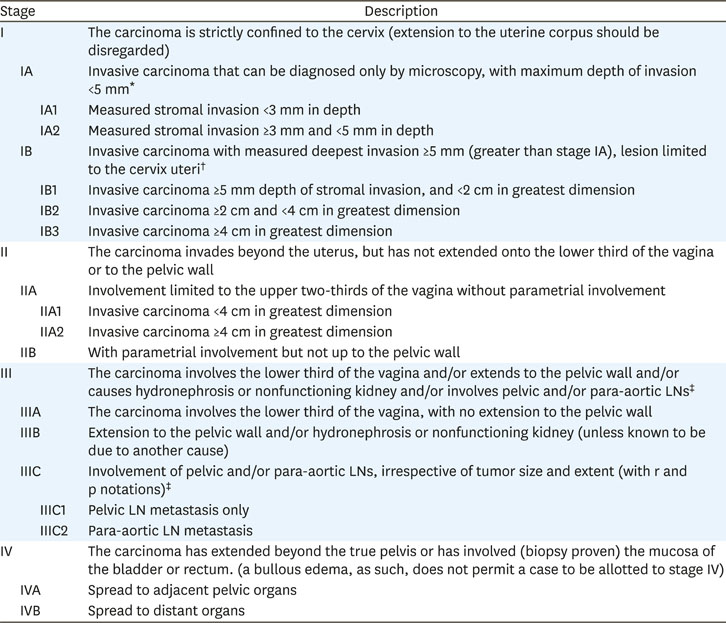 Stage Description
I The carcinoma is strictly confined to the cervix (extension to the uterine corpus should be
disregarded)
IA Invasive carcinoma that can be diagnosed only by microscopy, with maximum depth of invasion
<5 mm*
IA1 Measured stromal invasion <3 mm in depth
IA2 Measured stromal invasion ≥3 mm and <5 mm in depth
IB Invasive carcinoma with measured deepest invasion ≥5 mm (greater than stage IA), lesion limited
to the cervix uteri†
IB1 Invasive carcinoma ≥5 mm depth of stromal invasion, and <2 cm in greatest dimension
IB2 Invasive carcinoma ≥2 cm and <4 cm in greatest dimension
IB3 Invasive carcinoma ≥4 cm in greatest dimension
II The carcinoma invades beyond the uterus, but has not extended onto the lower third of the vagina
or to the pelvic wall
IIA Involvement limited to the upper two-thirds of the vagina without parametrial involvement
IIA1 Invasive carcinoma <4 cm in greatest dimension
IIA2 Invasive carcinoma ≥4 cm in greatest dimension
IIB With parametrial involvement but not up to the pelvic wall
III The carcinoma involves the lower third of the vagina and/or extends to the pelvic wall and/or
causes hydronephrosis or nonfunctioning kidney and/or involves pelvic and/or para-aortic LNs‡
IIIA The carcinoma involves the lower third of the vagina, with no extension to the pelvic wall
IIIB Extension to the pelvic wall and/or hydronephrosis or nonfunctioning kidney (unless known to be
due to another cause)
IIIC Involvement of pelvic and/or para-aortic LNs, irrespective of tumor size and extent (with r and
p notations)‡
IIIC1 Pelvic LN metastasis only
IIIC2 Para-aortic LN metastasis
IV The carcinoma has extended beyond the true pelvis or has involved (biopsy proven) the mucosa of
the bladder or rectum. (a bullous edema, as such, does not permit a case to be allotted to stage IV)
IVA Spread to adjacent pelvic organs
IVB Spread to distant organs